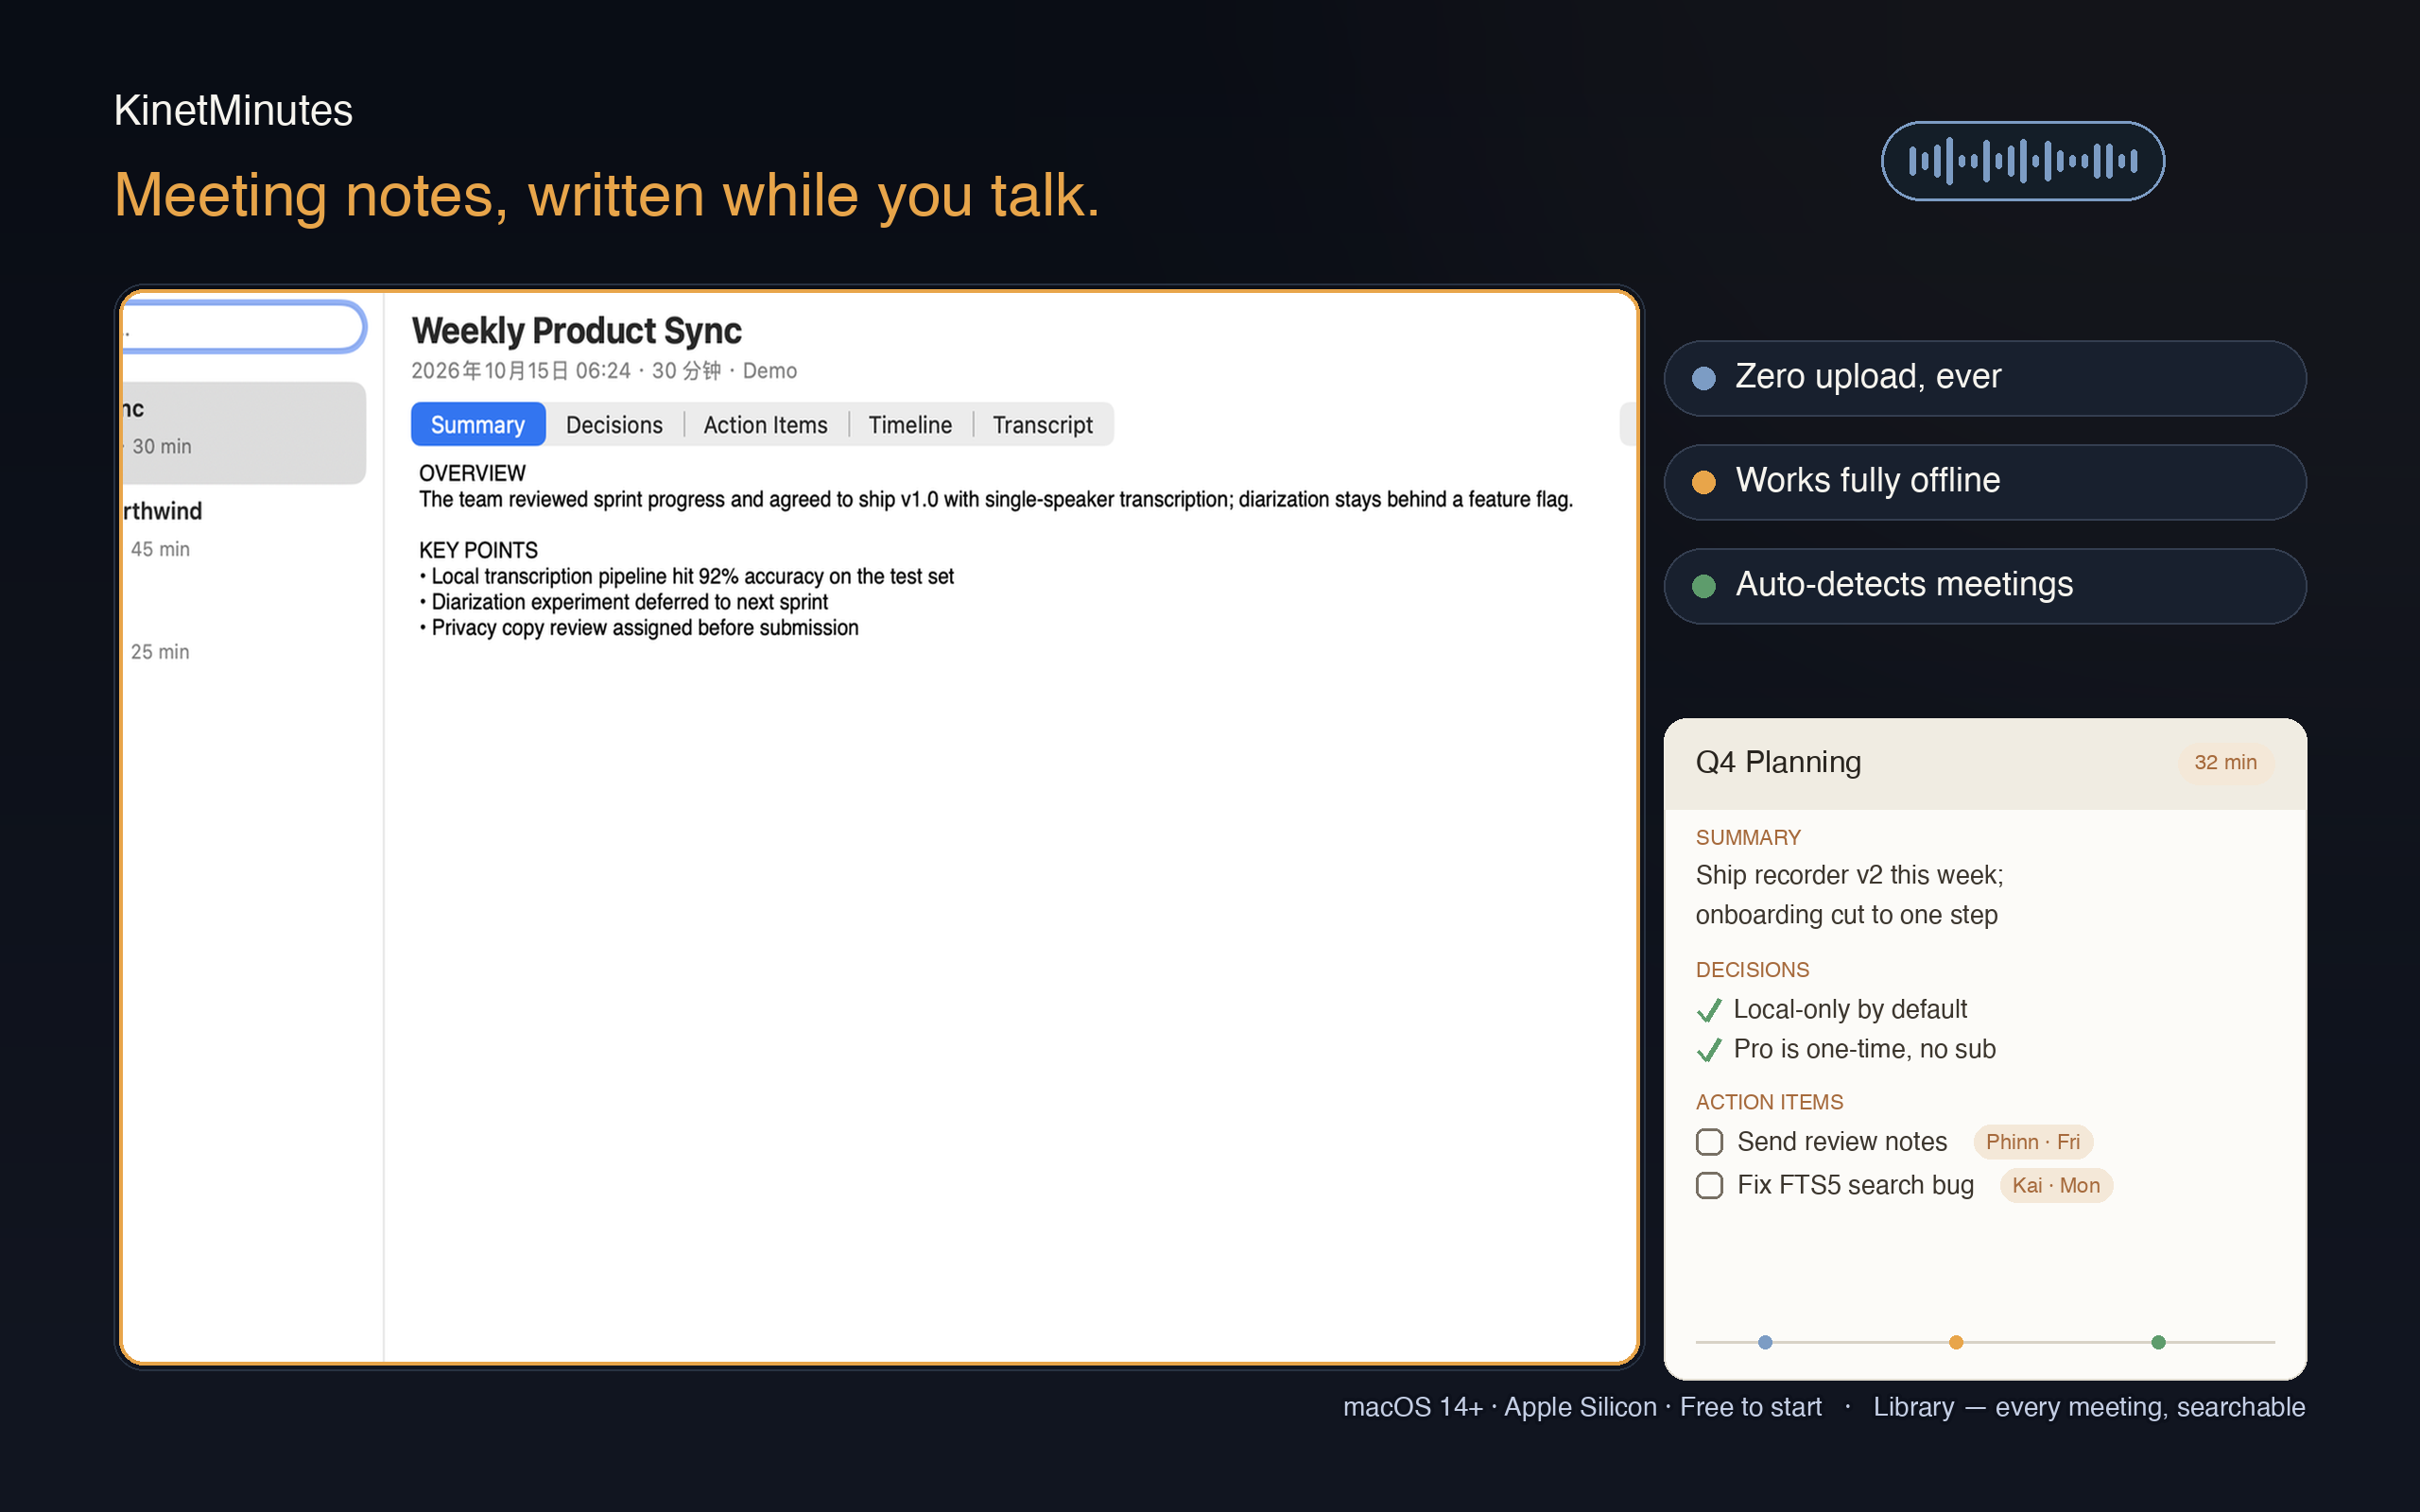 KinetMinutes
Meeting notes, written while you talk.
.
nc
· 30 min
rthwind
45 min
25 min
Weekly Product Sync
2026年10月15日 06:24 · 30 分钟 · Demo
Summary
Decisions
Action Items
Timeline
Transcript
OVERVIEW
The team reviewed sprint progress and agreed to ship v1.0 with single-speaker transcription; diarization stays behind a feature flag.
KEY POINTS
• Local transcription pipeline hit 92% accuracy on the test set
• Diarization experiment deferred to next sprint
• Privacy copy review assigned before submission
Zero upload, ever
Works fully offline
Auto-detects meetings
Q4 Planning
32 min
SUMMARY
Ship recorder v2 this week;
onboarding cut to one step
DECISIONS
Local-only by default
Pro is one-time, no sub
ACTION ITEMS
Send review notes Phinn · Fri
Fix FTS5 search bug Kai · Mon
macOS 14+ · Apple Silicon · Free to start · Library — every meeting, searchable